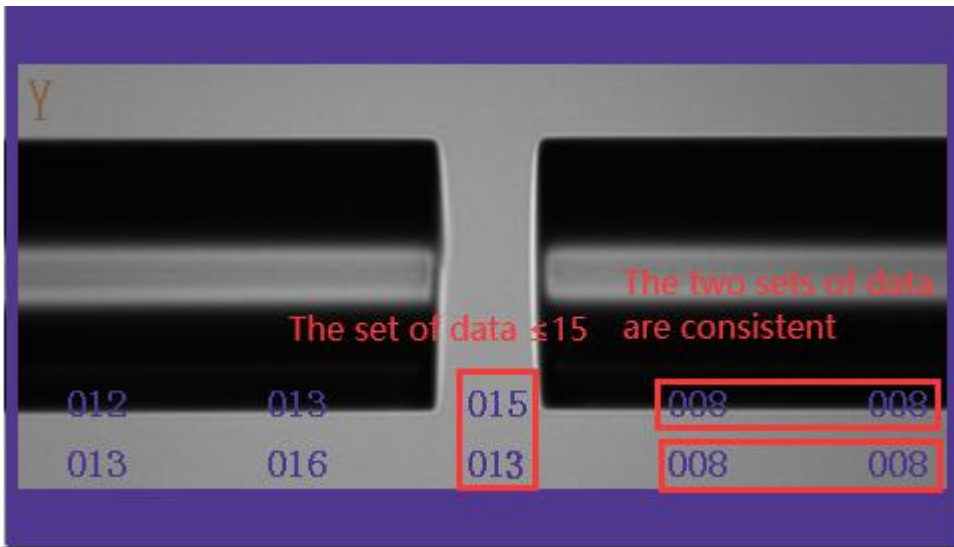 Y
The two sets of data
The set of data ≤15 are consistent
012 013 015 008 008
013 016 013 008 008